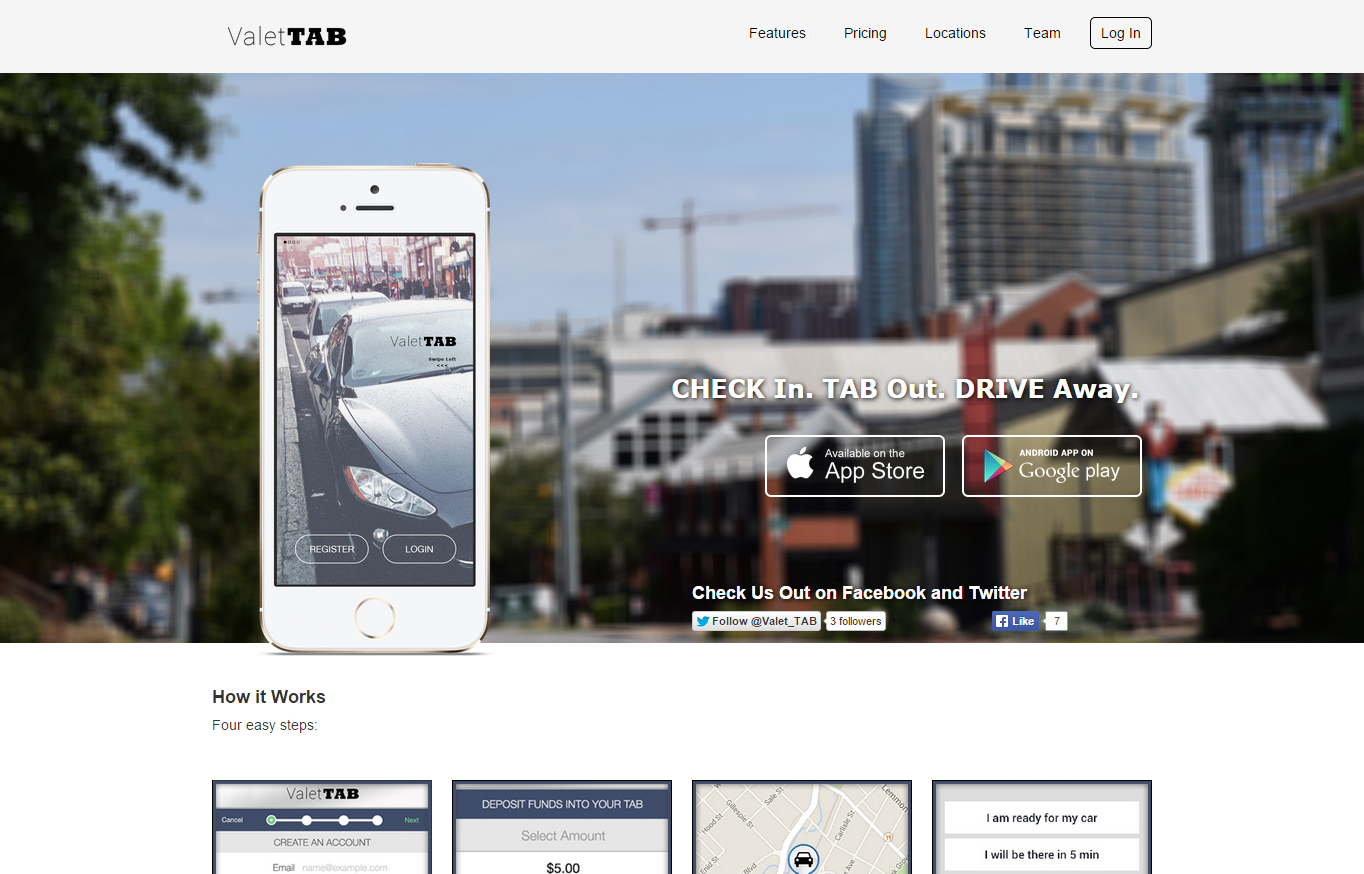 ValetTAB
Features
Pricing
Locations
Team
Log In
ValetTAB
Swipe Left
<<<
REGISTER
LOGIN
CHECK In. TAB Out. DRIVE Away.
Available on the
App Store
ANDROID APP ON
Google play
Check Us Out on Facebook and Twitter
Follow @Valet_TAB
3 followers
Like
7
How it Works
Four easy steps:
ValetTAB
Cancel
Next
CREATE AN ACCOUNT
Email name@example.com
DEPOSIT FUNDS INTO YOUR TAB
Select Amount
$5.00
Sale St
Gillespie St
Hood St
Carlisle St
Lemmon
Enid St
I am ready for my car
I will be there in 5 min